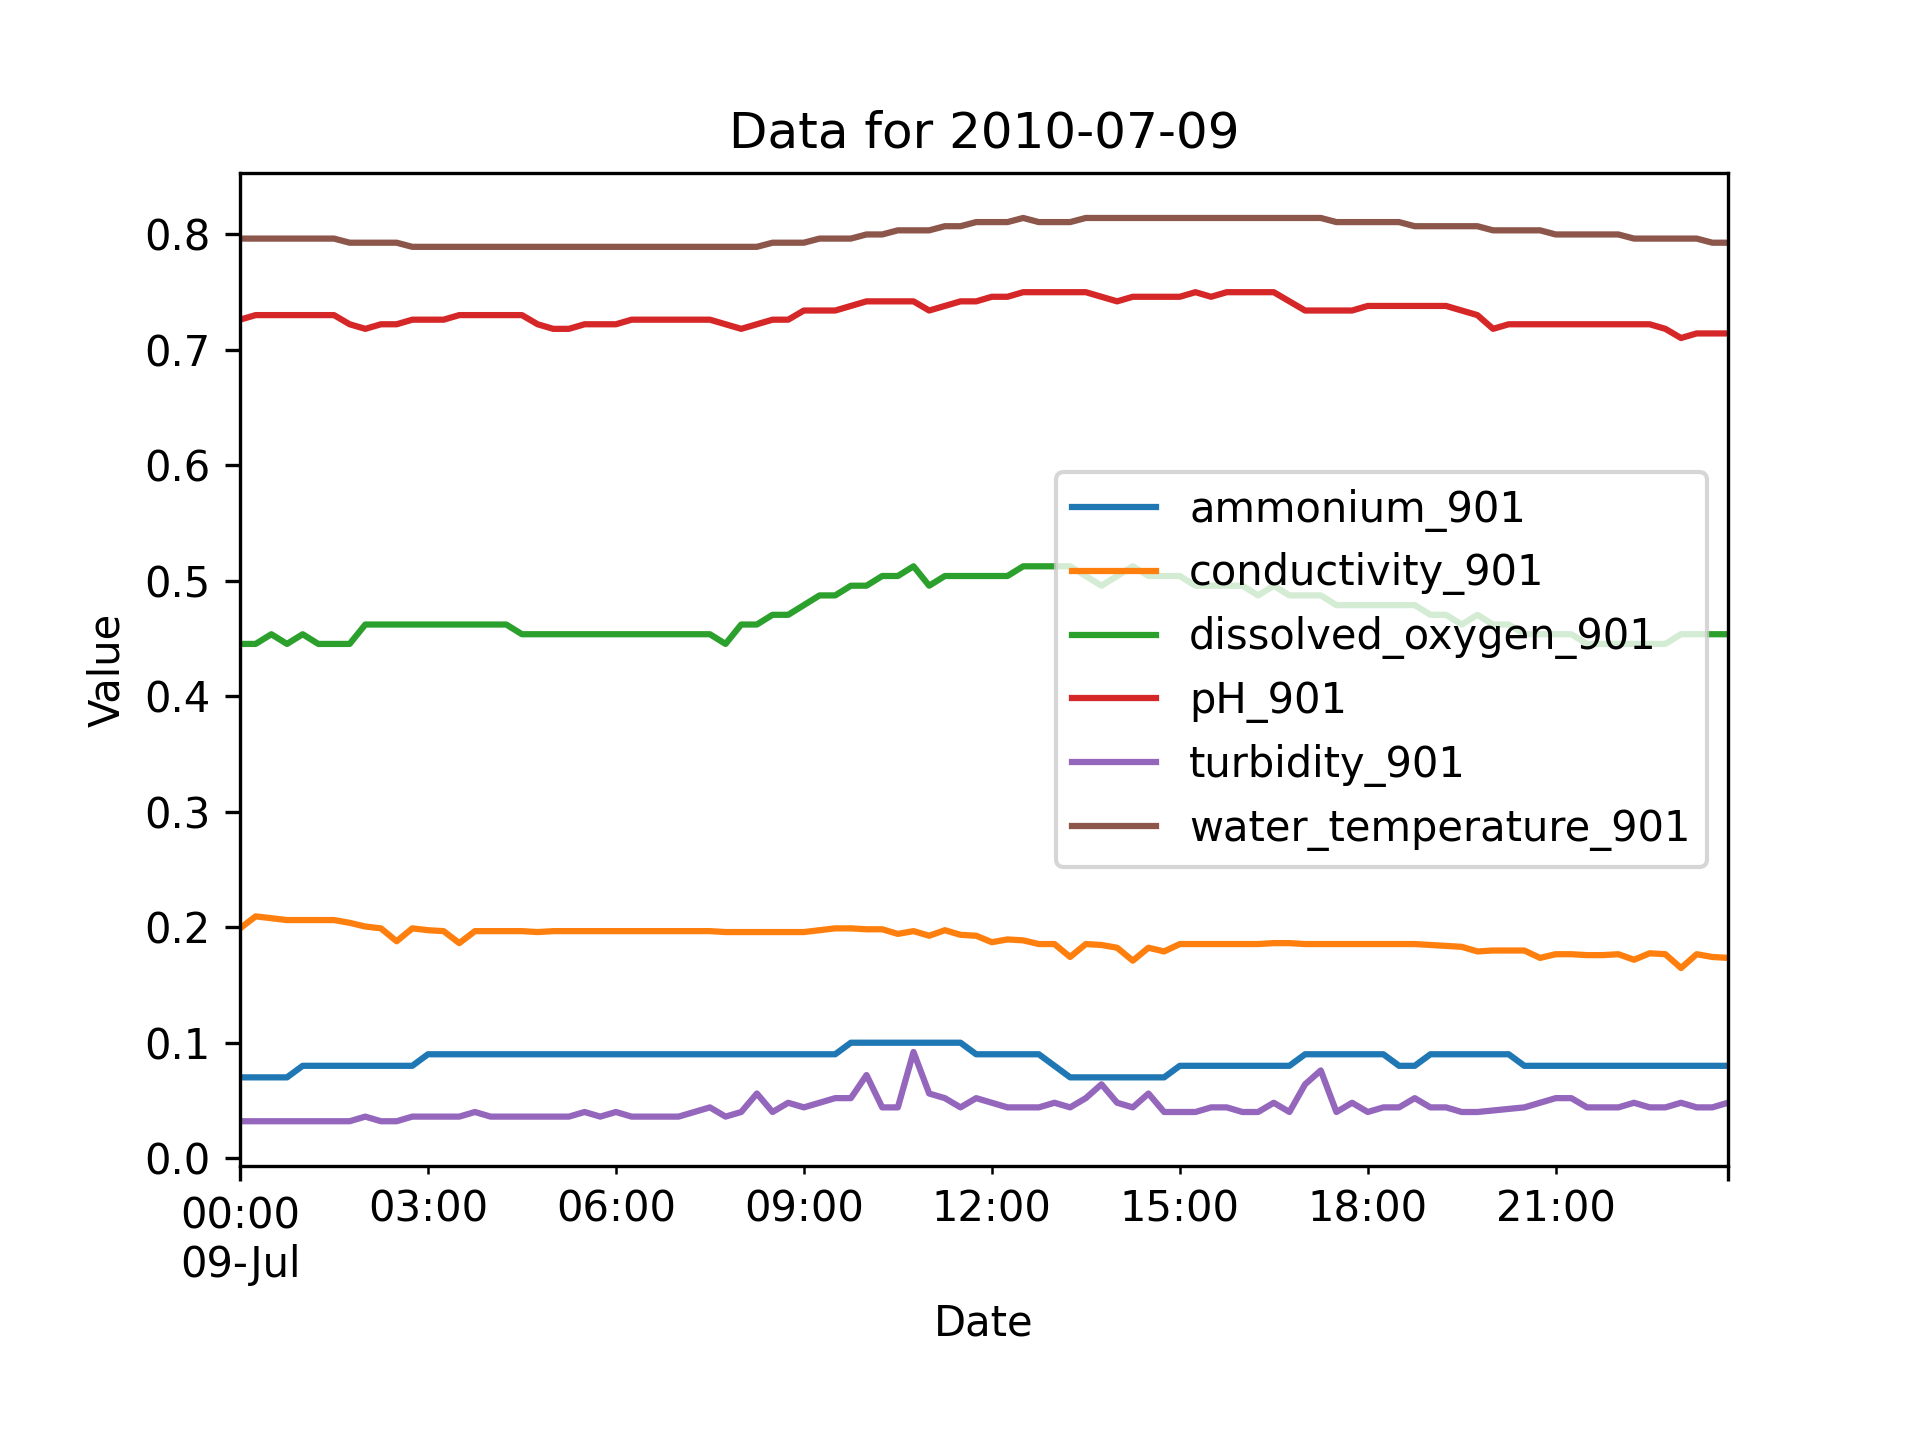 Data for 2010-07-09
0.8
0.7
0.6
0.5
0.4
0.3
0.2
0.1
0.0
Value
ammonium_901
conductivity_901
dissolved_oxygen_901
pH_901
turbidity_901
water_temperature_901
00:00 03:00 06:00 09:00 12:00 15:00 18:00 21:00
09-Jul
Date